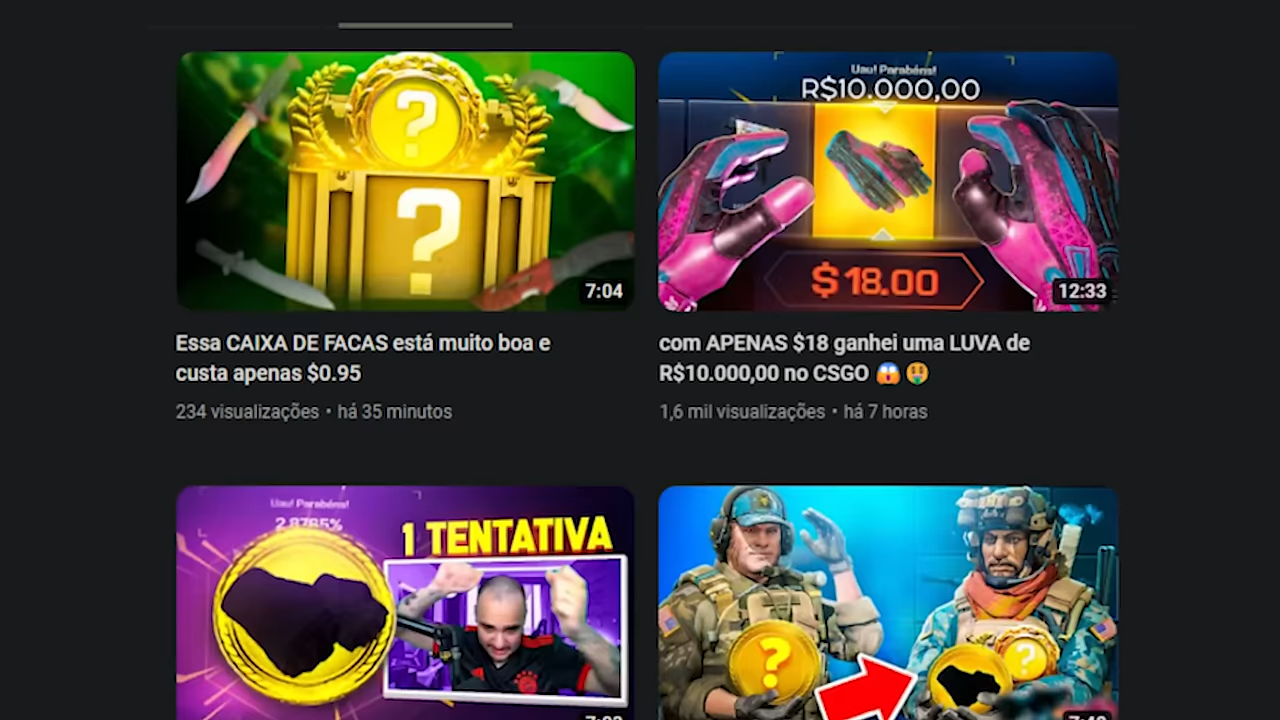 ?
?
7:04
Uau! Parabéns!
R$10.000,00
$18.00
12:33
Essa CAIXA DE FACAS está muito boa e
custa apenas $0.95
234 visualizações • há 35 minutos
com APENAS $18 ganhei uma LUVA de
R$10.000,00 no CSGO 😱 🤑
1,6 mil visualizações • há 7 horas
Uau! Parabéns!
1 TENTATIVA
?
?